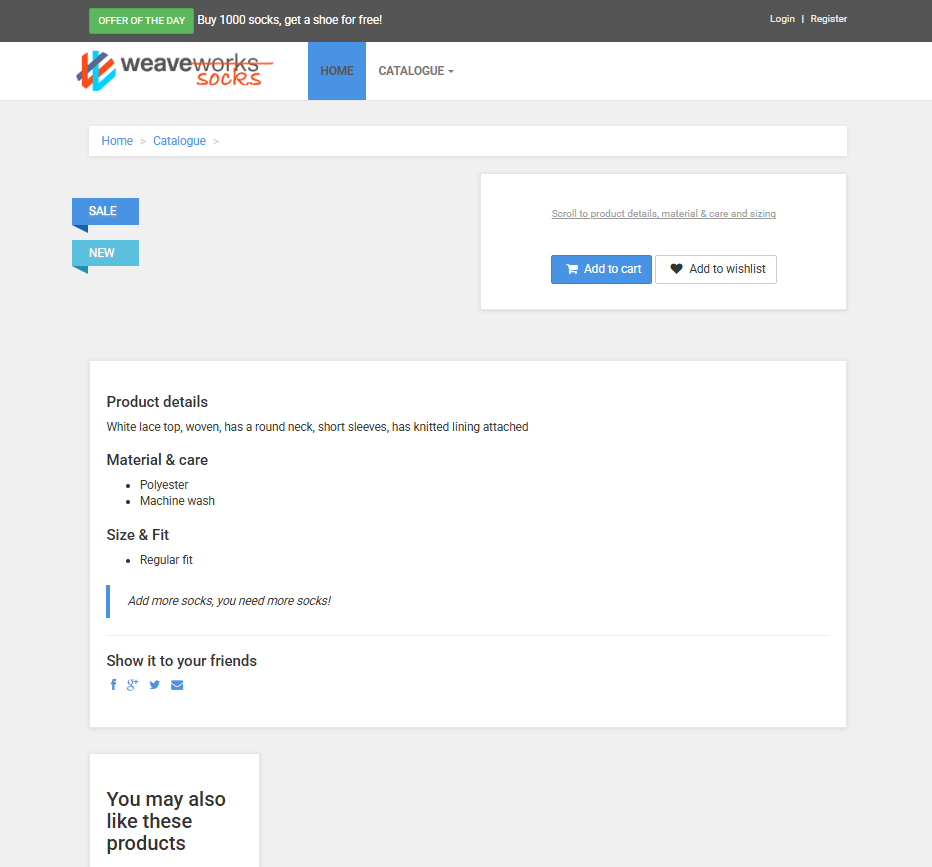 OFFER OF THE DAY Buy 1000 socks, get a shoe for free!
Login | Register
weaveworks
socks
HOME
CATALOGUE
Home > Catalogue >
SALE
NEW
Scroll to product details, material & care and sizing
Add to cart
Add to wishlist
Product details
White lace top, woven, has a round neck, short sleeves, has knitted lining attached
Material & care
• Polyester
• Machine wash
Size & Fit
• Regular fit
Add more socks, you need more socks!
Show it to your friends
You may also
like these
products